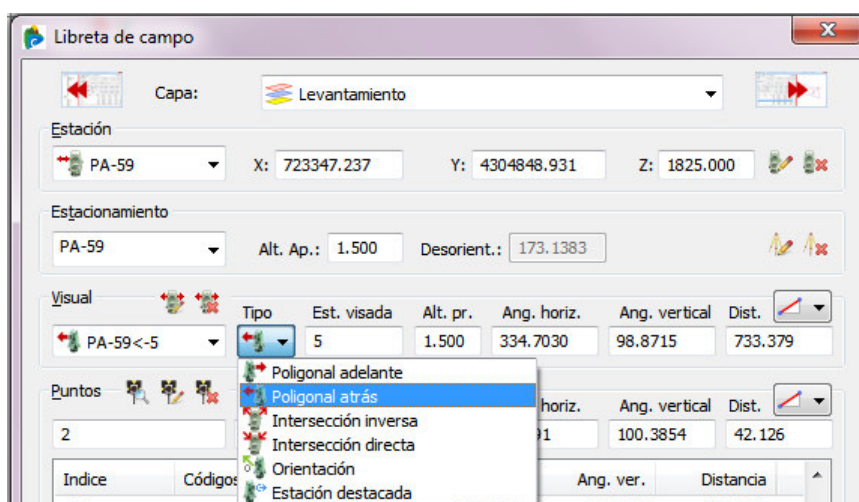 Libreta de campo
Capa: Levantamiento
Estación
PA-59 X: 723347.237 Y: 4304848.931 Z: 1825.000
Estacionamiento
PA-59 Alt. Ap.: 1.500 Desorient.: 173.1383
Visual Tipo Est. visada Alt. pr. Ang. horiz. Ang. vertical Dist.
PA-59<-5 5 1.500 334.7030 98.8715 733.379
Poligonal adelante
Puntos Poligonal atrás horiz. Ang. vertical Dist.
Intersección inversa
2 91 100.3854 42.126
Intersección directa
Indice Códigos Orientación Ang. ver. Distancia
Estación destacada